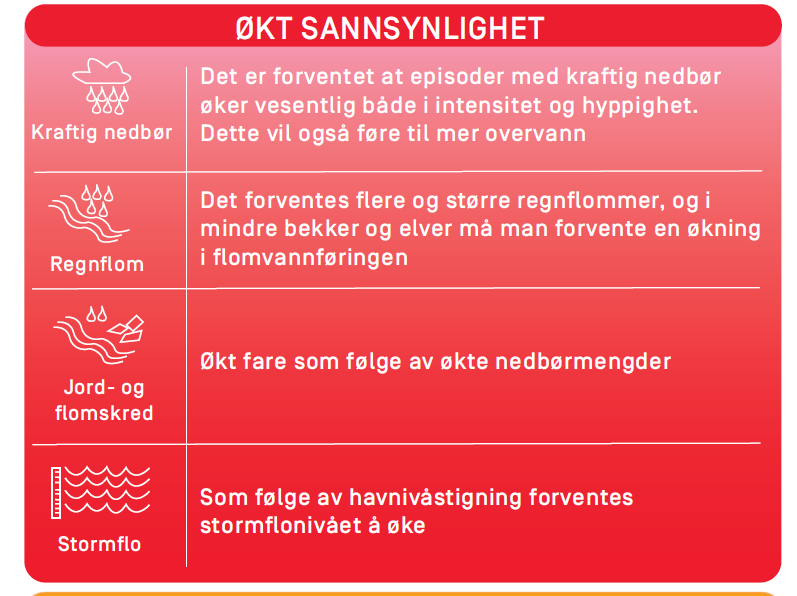 ØKT SANNSYNLIGHET
Kraftig nedbør
Det er forventet at episoder med kraftig nedbør
øker vesentlig både i intensitet og hyppighet.
Dette vil også føre til mer overvann
Regnflom
Det forventes flere og større regnflommer, og i
mindre bekker og elver må man forvente en økning
i flomvannføringen
Jord- og
flomskred
Økt fare som følge av økte nedbørmengder
Stormflo
Som følge av havnivåstigning forventes
stormflonivået å øke